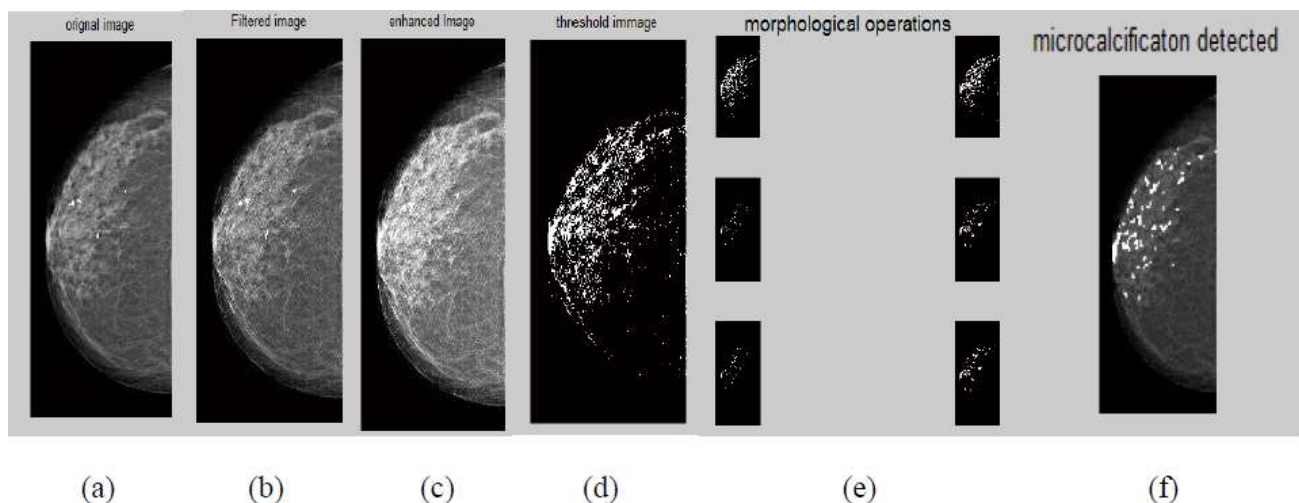 orignal image
Filtered image
enhanced Image
threshold immage
morphological operations
microcalcificaton detected
(a)
(b)
(c)
(d)
(e)
(f)